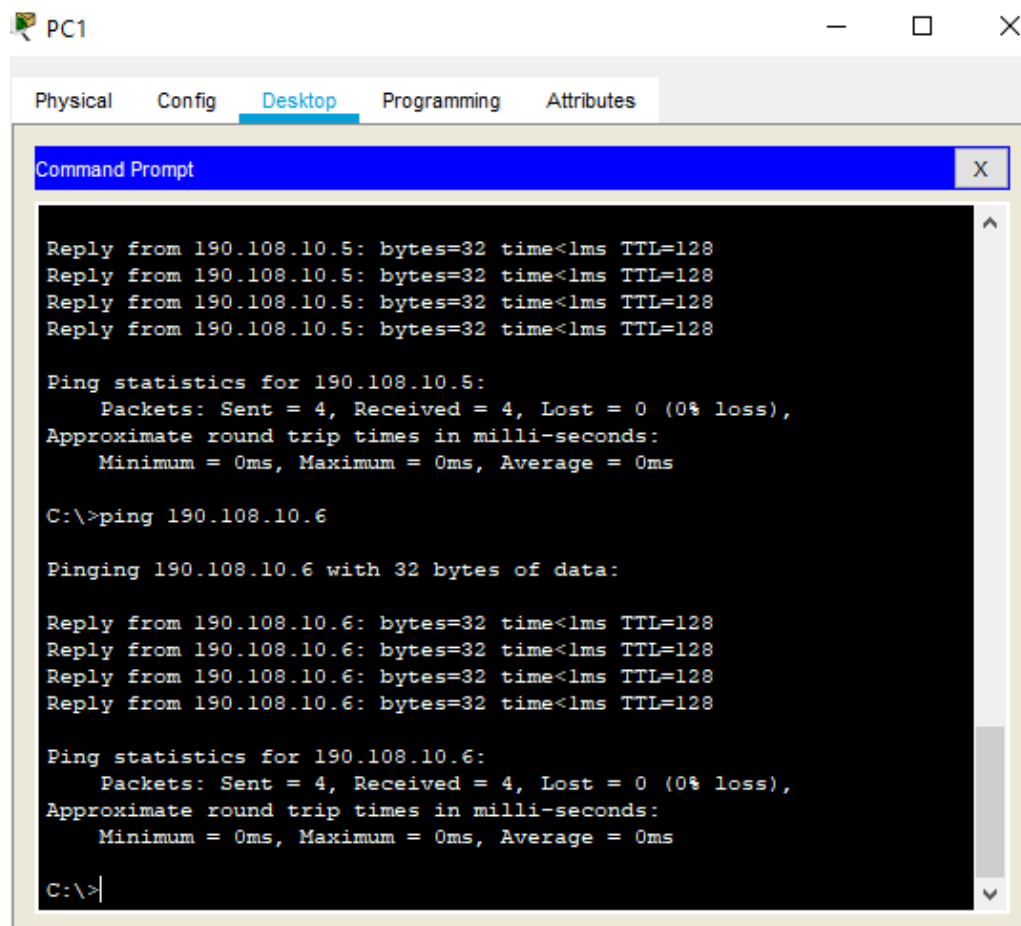 PC1
Physical Config Desktop Programming Attributes
Command Prompt X
Reply from 190.108.10.5: bytes=32 time<1ms TTL=128
Reply from 190.108.10.5: bytes=32 time<1ms TTL=128
Reply from 190.108.10.5: bytes=32 time<1ms TTL=128
Reply from 190.108.10.5: bytes=32 time<1ms TTL=128
Ping statistics for 190.108.10.5:
Packets: Sent = 4, Received = 4, Lost = 0 (0% loss),
Approximate round trip times in milli-seconds:
Minimum = 0ms, Maximum = 0ms, Average = 0ms
C:\>ping 190.108.10.6
Pinging 190.108.10.6 with 32 bytes of data:
Reply from 190.108.10.6: bytes=32 time<1ms TTL=128
Reply from 190.108.10.6: bytes=32 time<1ms TTL=128
Reply from 190.108.10.6: bytes=32 time<1ms TTL=128
Reply from 190.108.10.6: bytes=32 time<1ms TTL=128
Ping statistics for 190.108.10.6:
Packets: Sent = 4, Received = 4, Lost = 0 (0% loss),
Approximate round trip times in milli-seconds:
Minimum = 0ms, Maximum = 0ms, Average = 0ms
C:\>